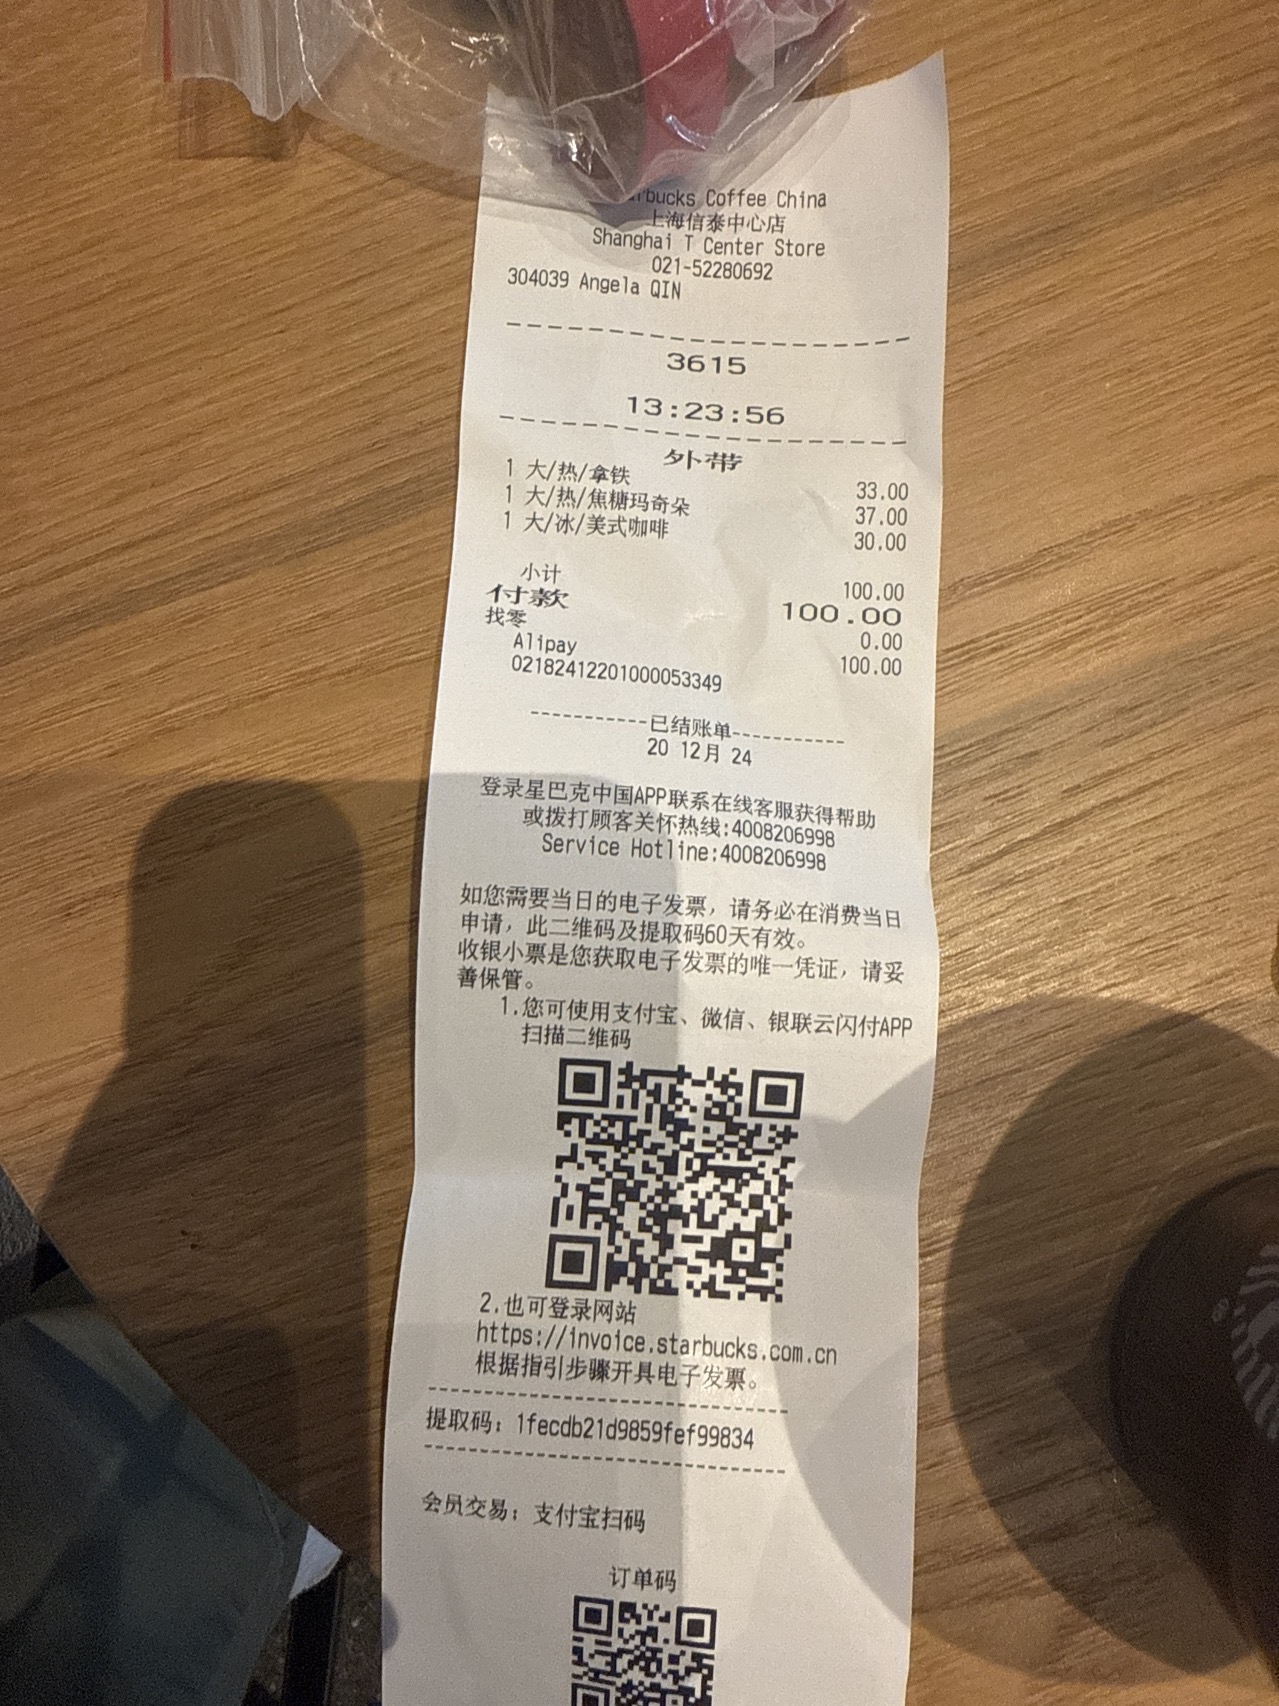 Starbucks Coffee China
上海信泰中心店
Shanghai T Center Store
021-52280692
304039 Angela QIN
3615
13:23:56
外带
1 大/热/拿铁 33.00
1 大/热/焦糖玛奇朵 37.00
1 大/冰/美式咖啡 30.00
小计 100.00
付款 100.00
找零 0.00
Alipay 100.00
02182412201000053349
-----------已结账单-----------
20 12月 24
登录星巴克中国APP联系在线客服获得帮助
或拨打顾客关怀热线:4008206998
Service Hotline:4008206998
如您需要当日的电子发票，请务必在消费当日
申请，此二维码及提取码60天有效。
收银小票是您获取电子发票的唯一凭证，请妥
善保管。
1.您可使用支付宝、微信、银联云闪付APP
扫描二维码
2.也可登录网站
https://invoice.starbucks.com.cn
根据指引步骤开具电子发票。
提取码：1fecdb21d9859fef99834
会员交易；支付宝扫码
订单码